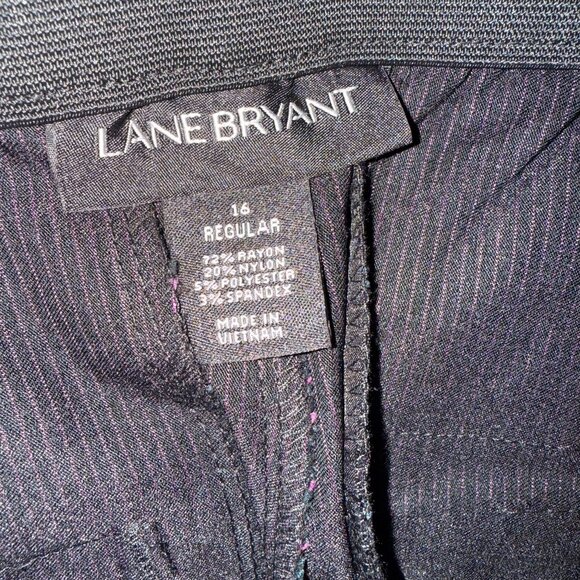 LANE BRYANT
16
REGULAR
72% RAYON
20% NYLON
5% POLYESTER
3% SPANDEX
MADE IN
VIETNAM